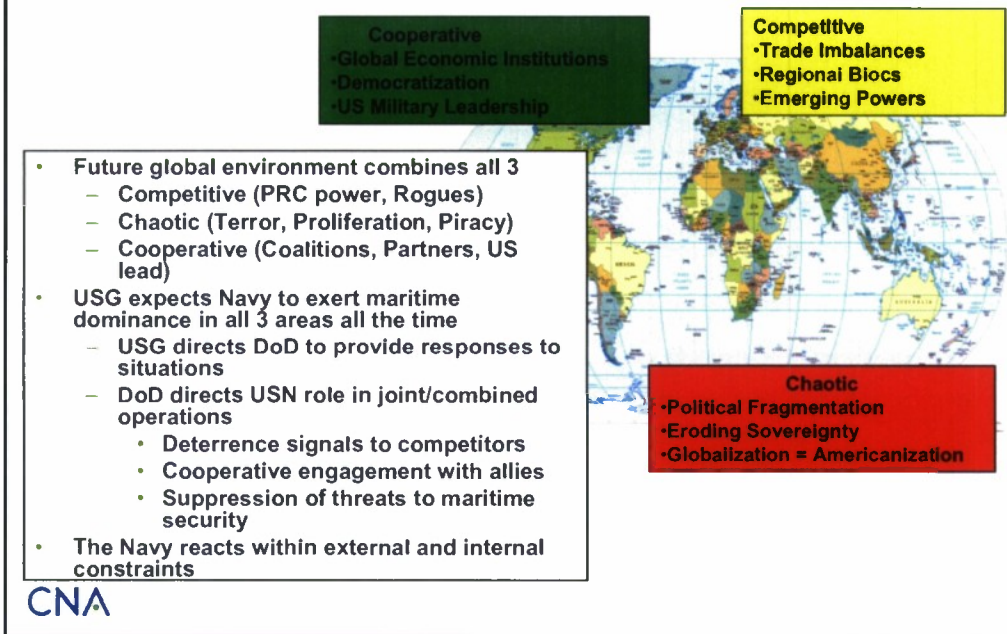 Cooperative
•Global Economic Institutions
•Democratization
•US Military Leadership
Competitive
•Trade Imbalances
•Regional Blocs
•Emerging Powers
• Future global environment combines all 3
– Competitive (PRC power, Rogues)
– Chaotic (Terror, Proliferation, Piracy)
– Cooperative (Coalitions, Partners, US
lead)
• USG expects Navy to exert maritime
dominance in all 3 areas all the time
– USG directs DoD to provide responses to
situations
– DoD directs USN role in joint/combined
operations
• Deterrence signals to competitors
• Cooperative engagement with allies
• Suppression of threats to maritime
security
• The Navy reacts within external and internal
constraints
BRAZIL
AUSTRALIA
Chaotic
•Political Fragmentation
•Eroding Sovereignty
•Globalization = Americanization
CNA